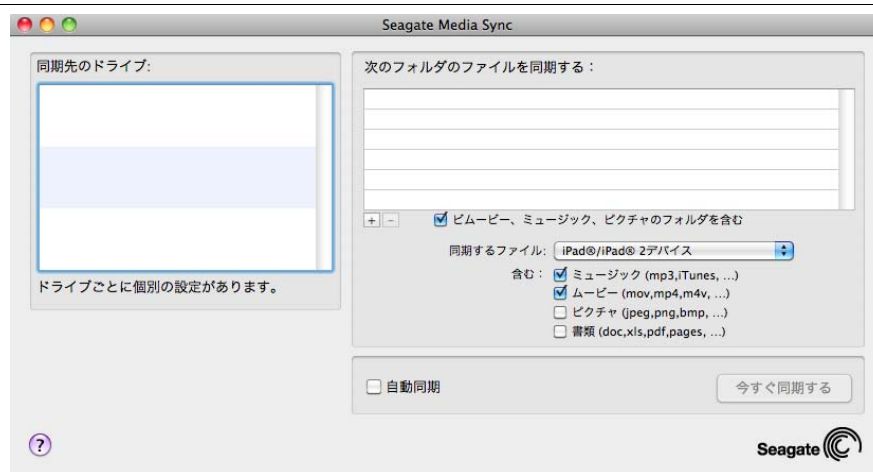 Seagate Media Sync
同期先のドライブ:
ドライブごとに個別の設定があります。
次のフォルダのファイルを同期する：
+ -
ビムービー、ミュージック、ピクチャのフォルダを含む
同期するファイル: iPad®/iPad® 2デバイス
含む： ミュージック (mp3,iTunes, ...)
ムービー (mov,mp4,m4v, ...)
ピクチャ (jpeg,png,bmp, ...)
書類 (doc,xls,pdf,pages, ...)
自動同期
今すぐ同期する
?
Seagate